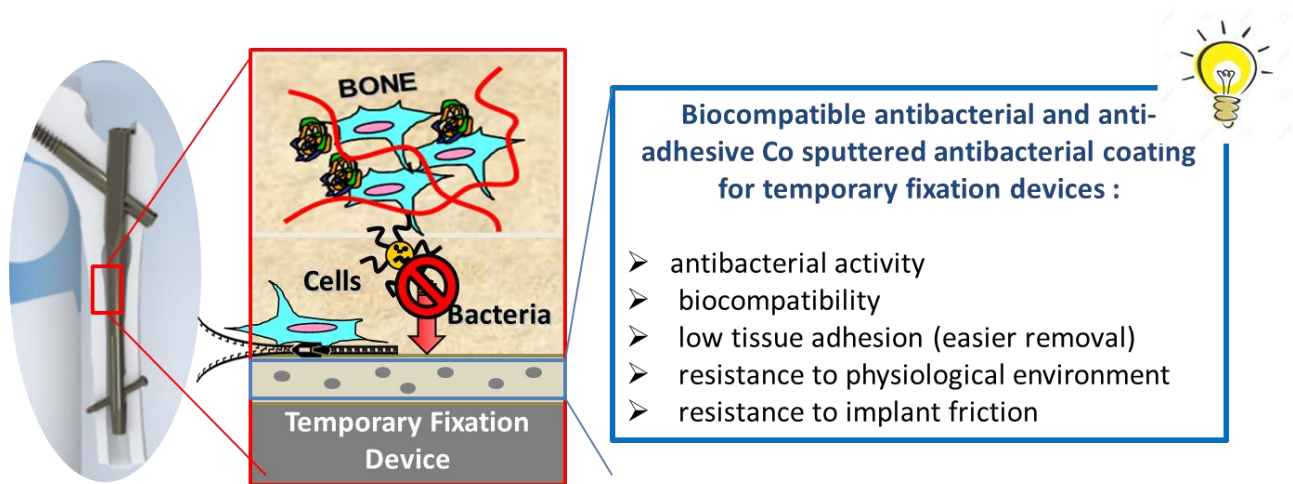 BONE
Cells
Bacteria
Temporary Fixation
Device
Biocompatible antibacterial and anti-
adhesive Co sputtered antibacterial coating
for temporary fixation devices :
➢ antibacterial activity
➢ biocompatibility
➢ low tissue adhesion (easier removal)
➢ resistance to physiological environment
➢ resistance to implant friction